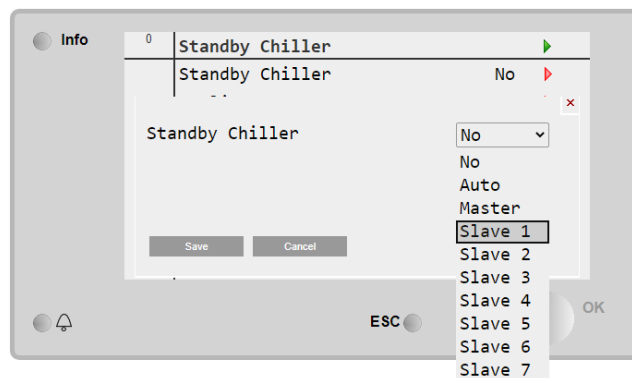 Info
0 Standby Chiller
Standby Chiller No
Standby Chiller No
No
Auto
Master
Slave 1
Save Cancel
Slave 2
Slave 3
Slave 4
OK
ESC
Slave 5
Slave 6
Slave 7